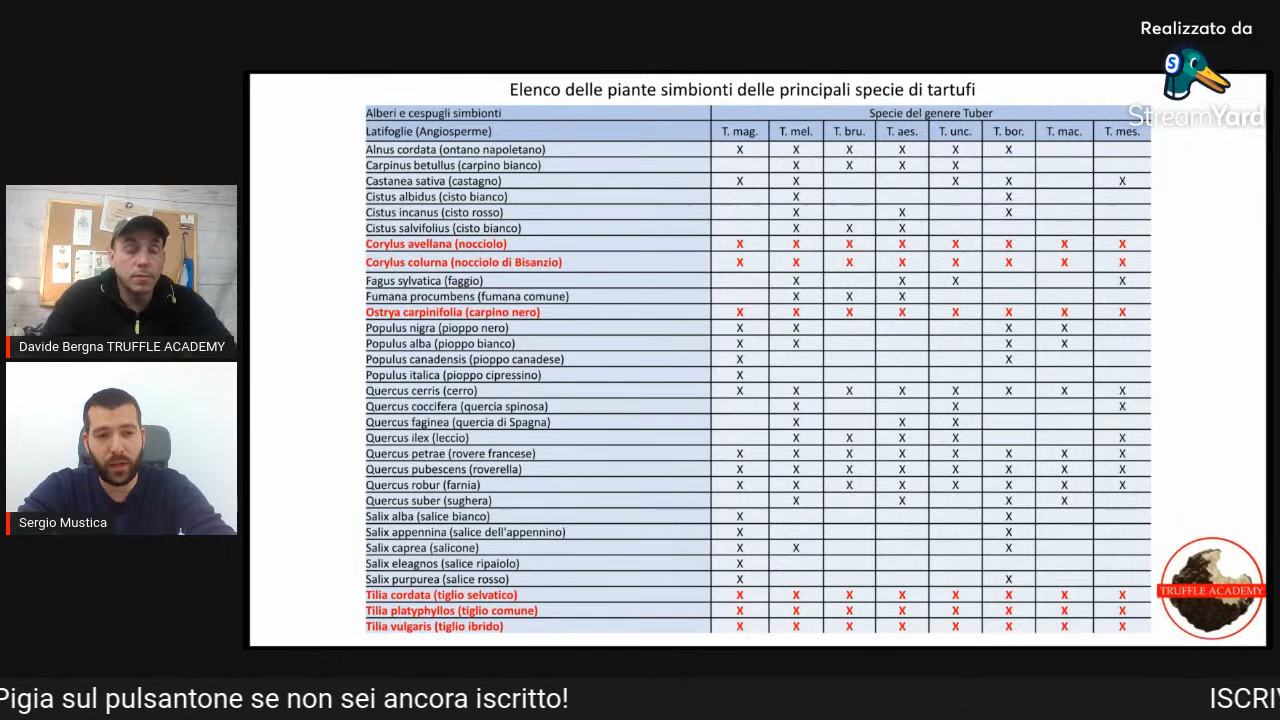 Realizzato da
S
StreamYard
Elenco delle piante simbionti delle principali specie di tartufi
Alberi e cespugli simbionti Specie del genere Tuber
Latifoglie (Angiosperme) T. mag. T. mel. T. bru. T. aes. T. unc. T. bor. T. mac. T. mes.
Alnus cordata (ontano napoletano) X X X X X X
Carpinus betullus (carpino bianco) X X X X
Castanea sativa (castagno) X X X X X
Cistus albidus (cisto bianco) X X
Cistus incanus (cisto rosso) X X X
Cistus salvifolius (cisto bianco) X X X
Corylus avellana (nocciolo) X X X X X X X X
Corylus colurna (nocciolo di Bisanzio) X X X X X X X X
Fagus sylvatica (faggio) X X X X
Fumana procumbens (fumana comune) X X X
Ostrya carpinifolia (carpino nero) X X X X X X X X
Populus nigra (pioppo nero) X X X X
Populus alba (pioppo bianco) X X X X
Populus canadensis (pioppo canadese) X X
Populus italica (pioppo cipressino) X
Quercus cerris (cerro) X X X X X X X X
Quercus coccifera (quercia spinosa) X X X
Quercus faginea (quercia di Spagna) X X X
Quercus ilex (leccio) X X X X X
Quercus petrae (rovere francese) X X X X X X X X
Quercus pubescens (roverella) X X X X X X X X
Quercus robur (farnia) X X X X X X X X
Quercus suber (sughera) X X X X
Salix alba (salice bianco) X X
Salix appennina (salice dell'appennino) X X
Salix caprea (salicone) X X X
Salix eleagnos (salice ripaiolo) X
Salix purpurea (salice rosso) X X
Tilia cordata (tiglio selvatico) X X X X X X X X
Tilia platyphyllos (tiglio comune) X X X X X X X X
Tilia vulgaris (tiglio ibrido) X X X X X X X X
TRUFFLE ACADEMY
Davide Bergna TRUFFLE ACADEMY
Sergio Mustica
Pigia sul pulsantone se non sei ancora iscritto! ISCRIV